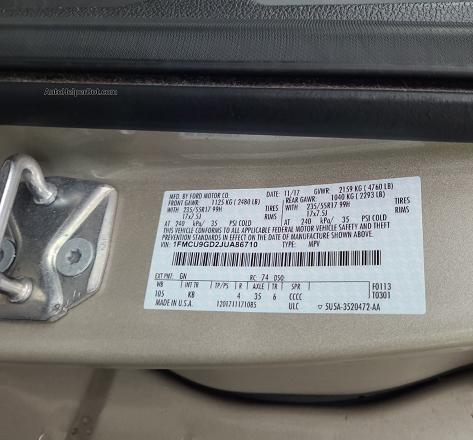 AutoHelperBot.com
MFD. BY FORD MOTOR CO. 11/17 GVWR: 2159 KG ( 4760 LB)
FRONT GAWR: 1125 KG ( 2480 LB) REAR GAWR: 1040 KG ( 2293 LB)
235/55R17 99H TIRES 235/55R17 99H TIRES
17x7.5J RIMS 17x7.5J RIMS
AT 240 kPa/ 35 PSI COLD AT 240 kPa/ 35 PSI COLD
THIS VEHICLE CONFORMS TO ALL APPLICABLE FEDERAL MOTOR VEHICLE
SAFETY, BUMPER, AND THEFT PREVENTION STANDARDS IN EFFECT ON
THE DATE OF MANUFACTURE SHOWN ABOVE.
VIN: 1FMCU9GD2JUA86710 TYPE: MPV
EXT PNT: GN RC: 74 DSO:
WB INT TR TP/PS R AXLE TR SPR F0113
105 KB 4 35 6 CCCC T0301
MADE IN U.S.A. 1201711171085 ULC 5U5A-3520472-AA